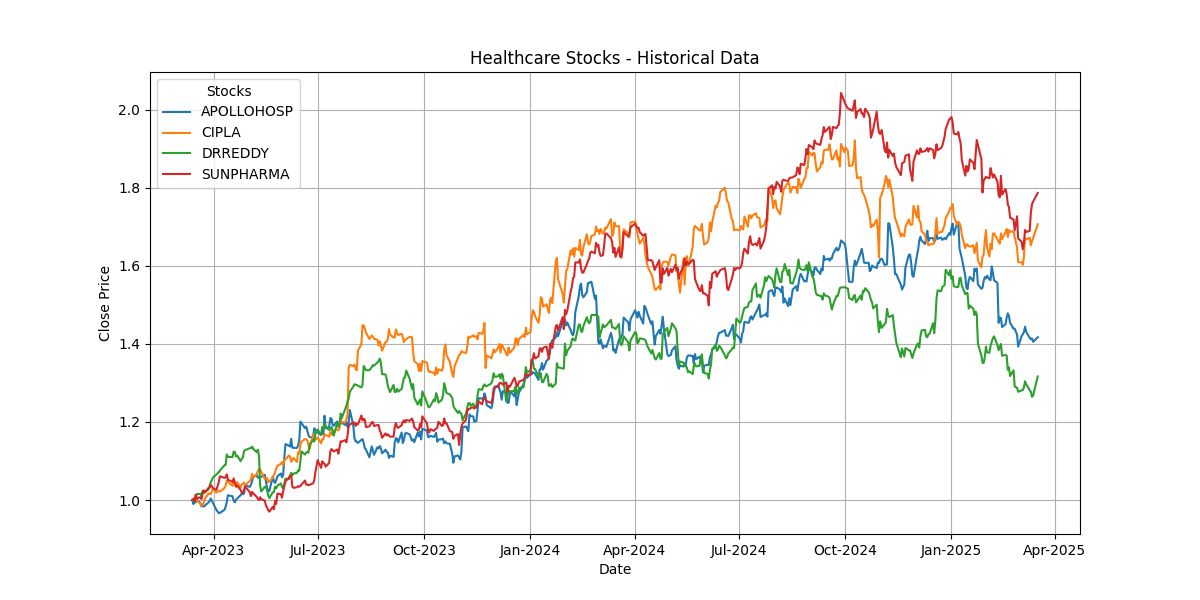 Healthcare Stocks - Historical Data
Stocks
APOLLOHOSP
CIPLA
DRREDDY
SUNPHARMA
Close Price
2.0
1.8
1.6
1.4
1.2
1.0
Apr-2023 Jul-2023 Oct-2023 Jan-2024 Apr-2024 Jul-2024 Oct-2024 Jan-2025 Apr-2025
Date